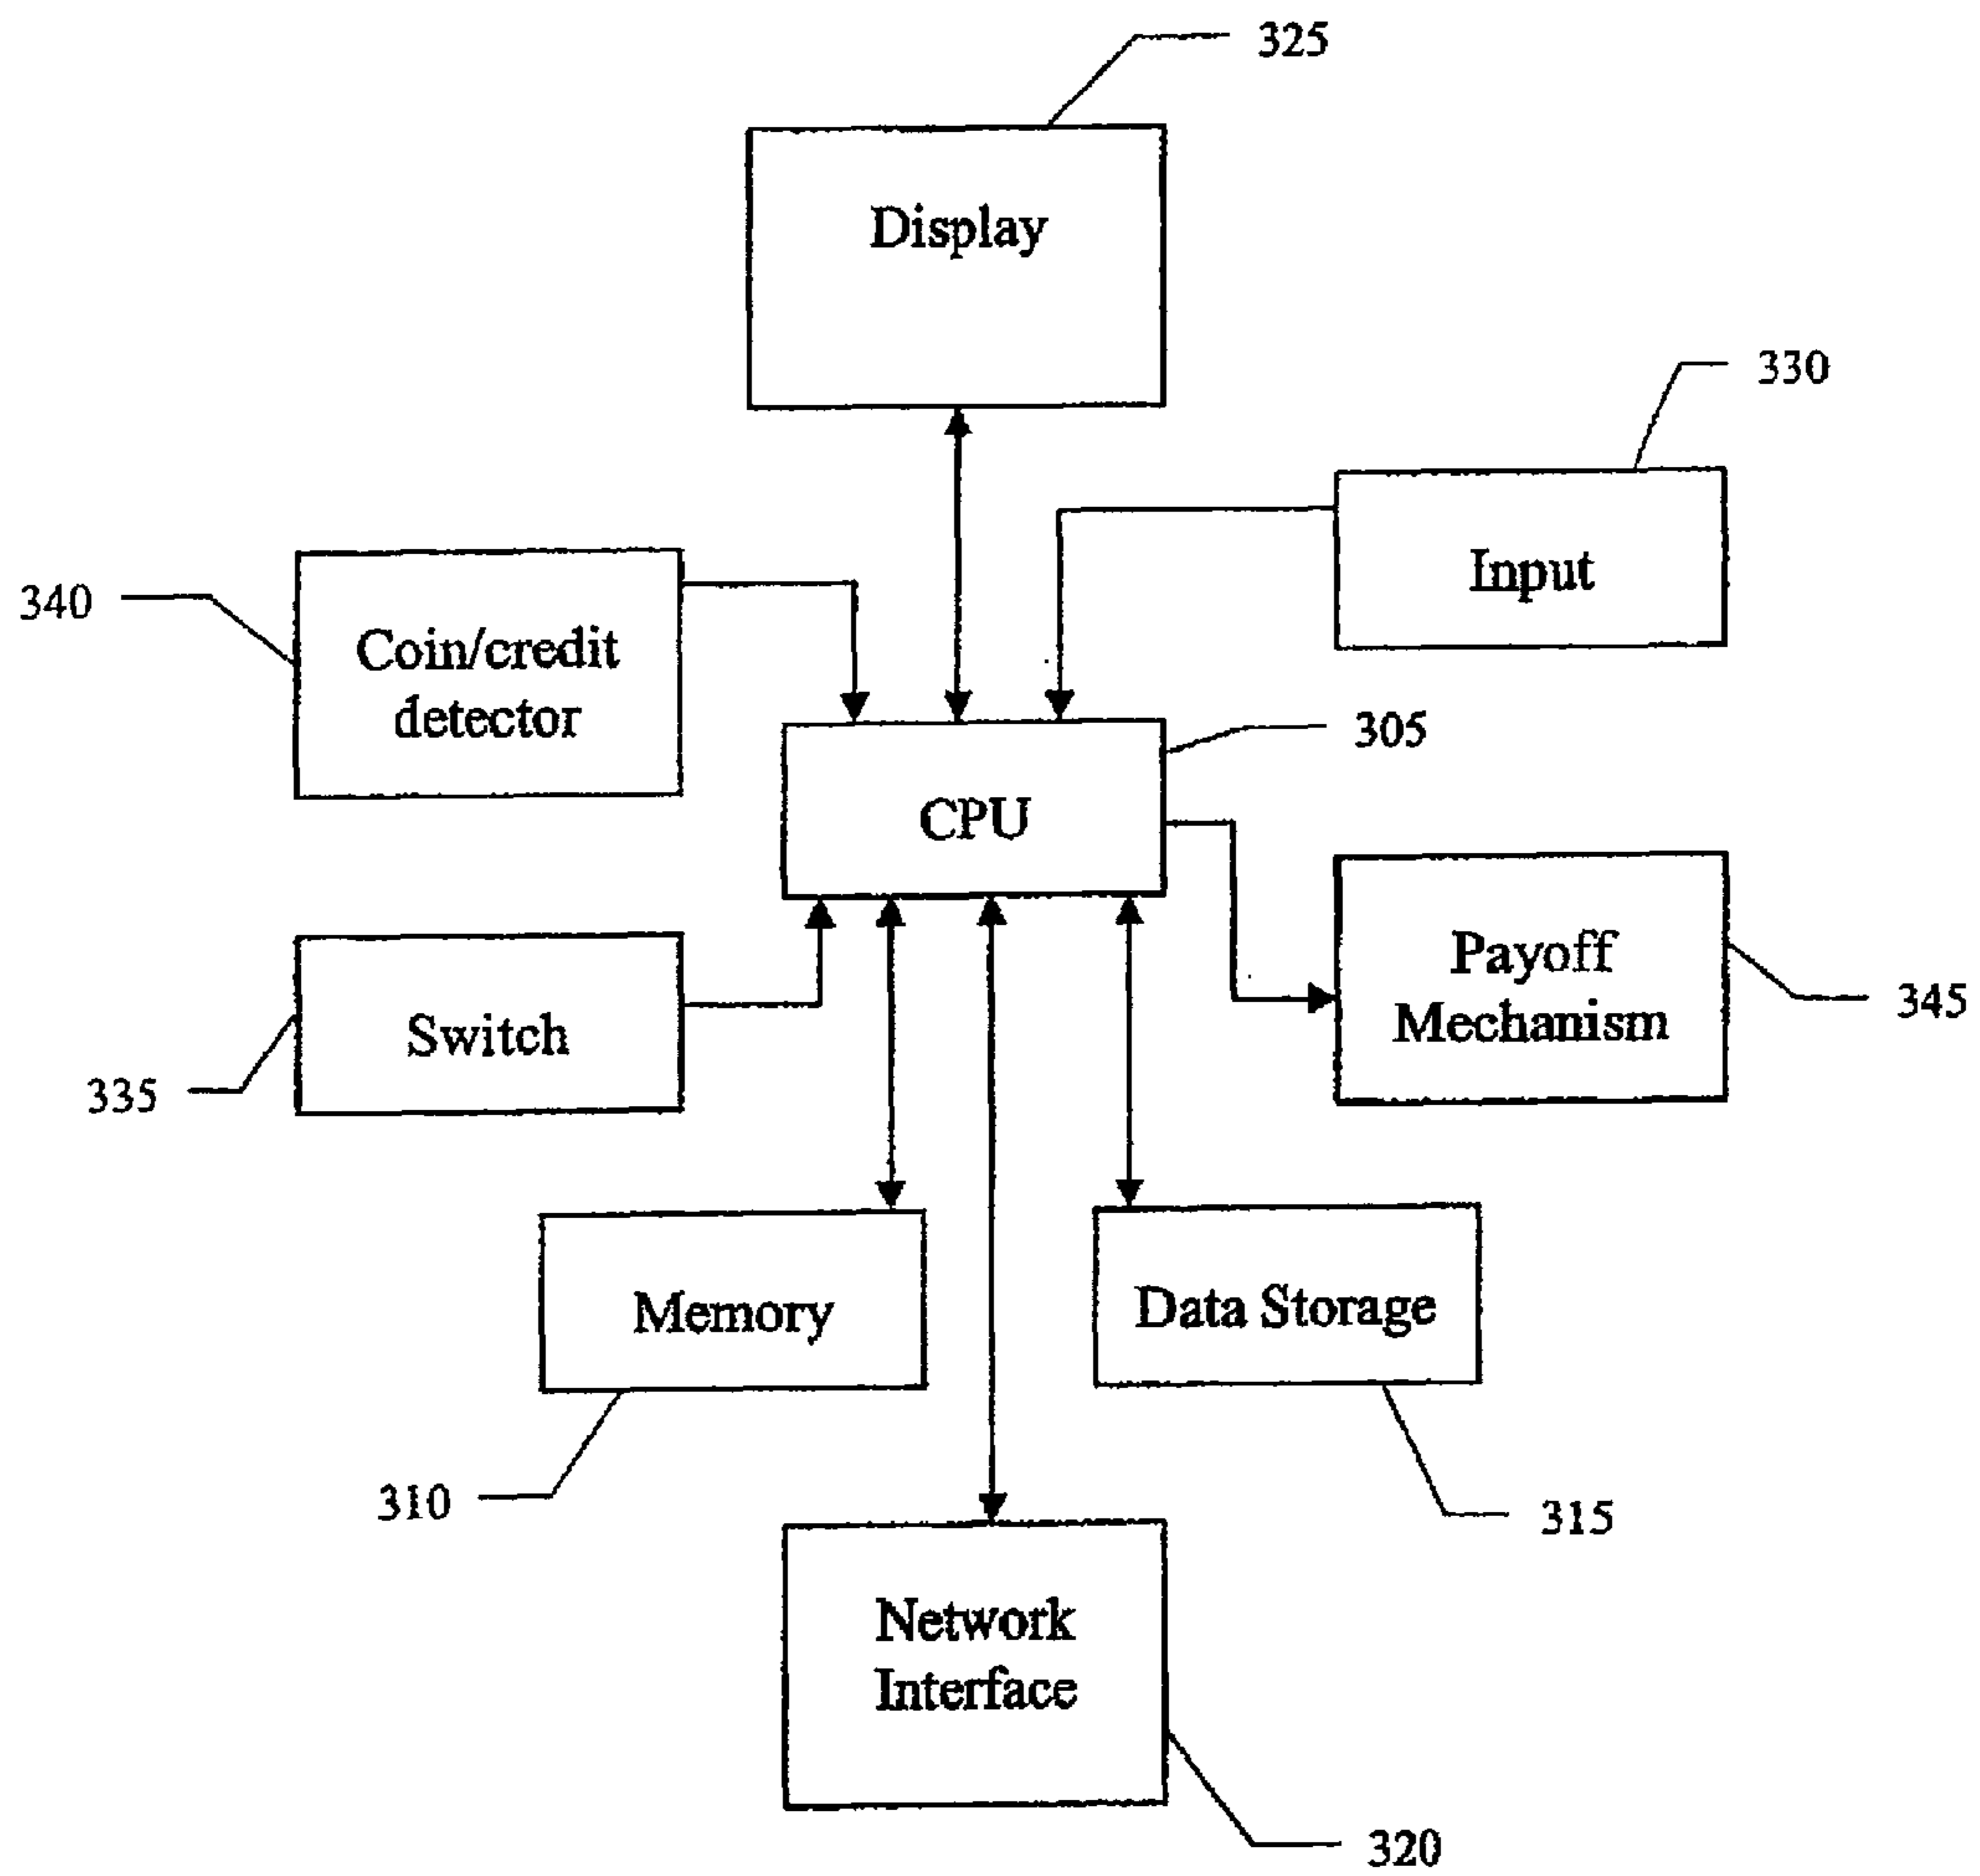 325
Display
330
Input
340
Coin/credit
detector
305
CPU
Payoff
Mechanism
345
Switch
335
Memory
Data Storage
310
315
Network
Interface
320